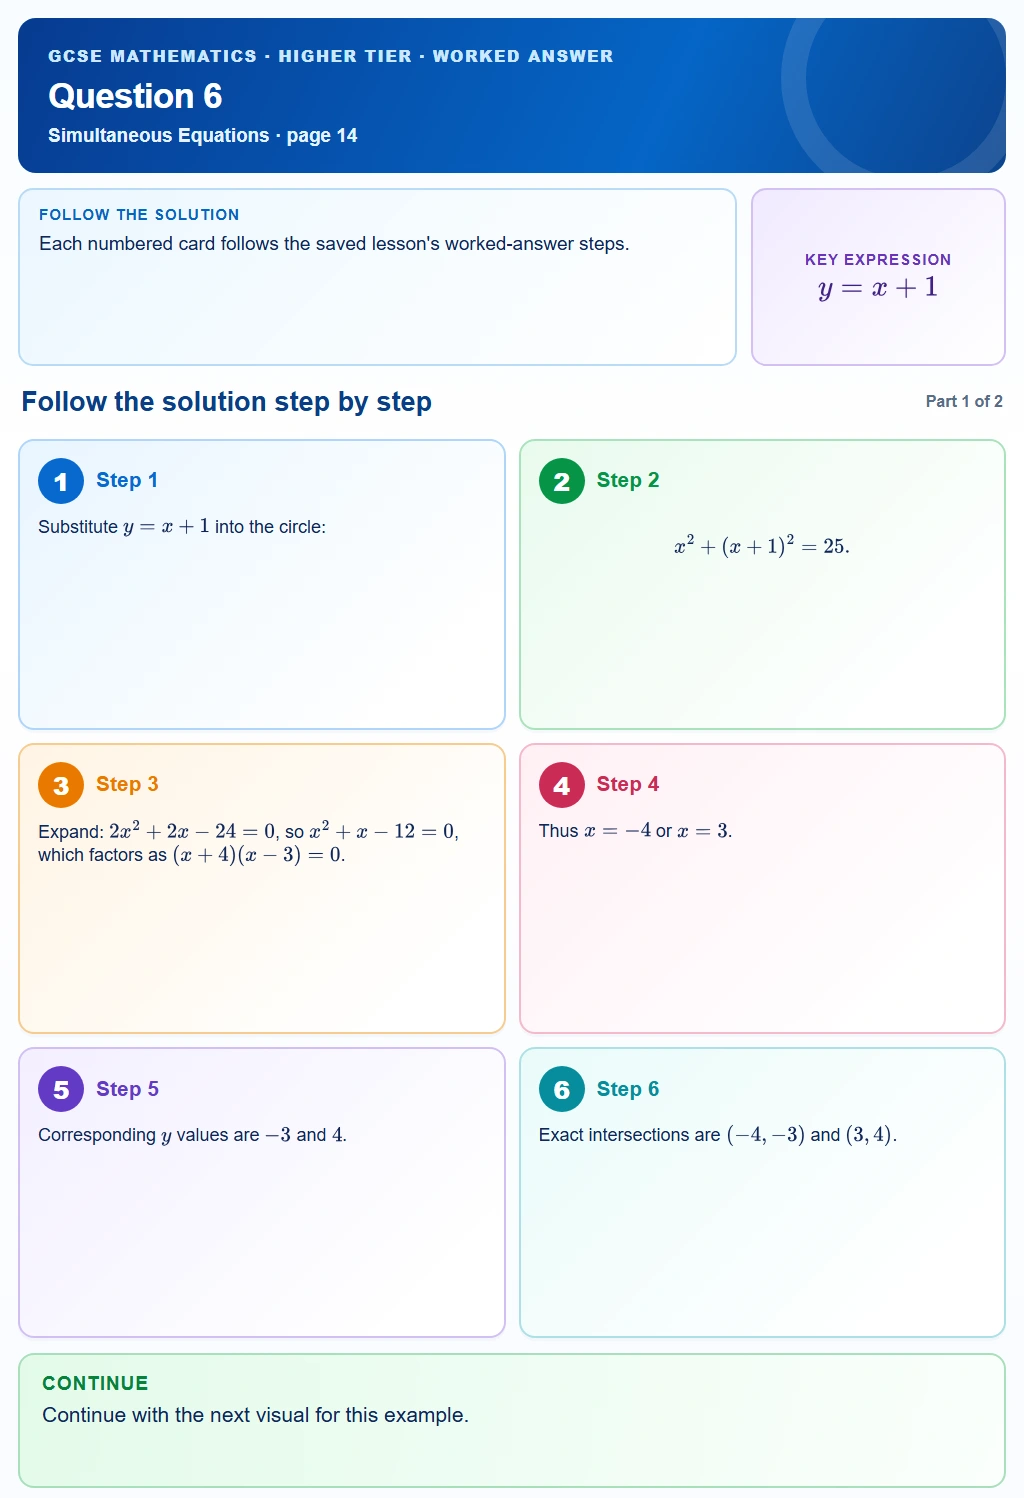 GCSE MATHEMATICS · HIGHER TIER · WORKED ANSWER
Question 6
Simultaneous Equations · page 14
FOLLOW THE SOLUTION
Each numbered card follows the saved lesson's worked-answer steps.
KEY EXPRESSION
y = x + 1
Follow the solution step by step
Part 1 of 2
1 Step 1
Substitute y = x + 1 into the circle:
2 Step 2
x² + (x + 1)² = 25.
3 Step 3
Expand: 2x² + 2x − 24 = 0, so x² + x − 12 = 0,
which factors as (x + 4)(x − 3) = 0.
4 Step 4
Thus x = −4 or x = 3.
5 Step 5
Corresponding y values are −3 and 4.
6 Step 6
Exact intersections are (−4, −3) and (3, 4).
CONTINUE
Continue with the next visual for this example.